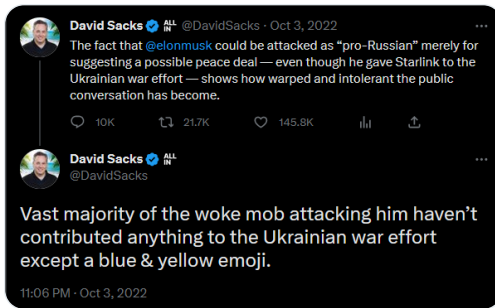 David Sacks ALL IN @DavidSacks · Oct 3, 2022
The fact that @elonmusk could be attacked as “pro-Russian” merely for
suggesting a possible peace deal — even though he gave Starlink to the
Ukrainian war effort — shows how warped and intolerant the public
conversation has become.
10K 21.7K 145.8K
David Sacks ALL IN
@DavidSacks
Vast majority of the woke mob attacking him haven’t
contributed anything to the Ukrainian war effort
except a blue & yellow emoji.
11:06 PM · Oct 3, 2022